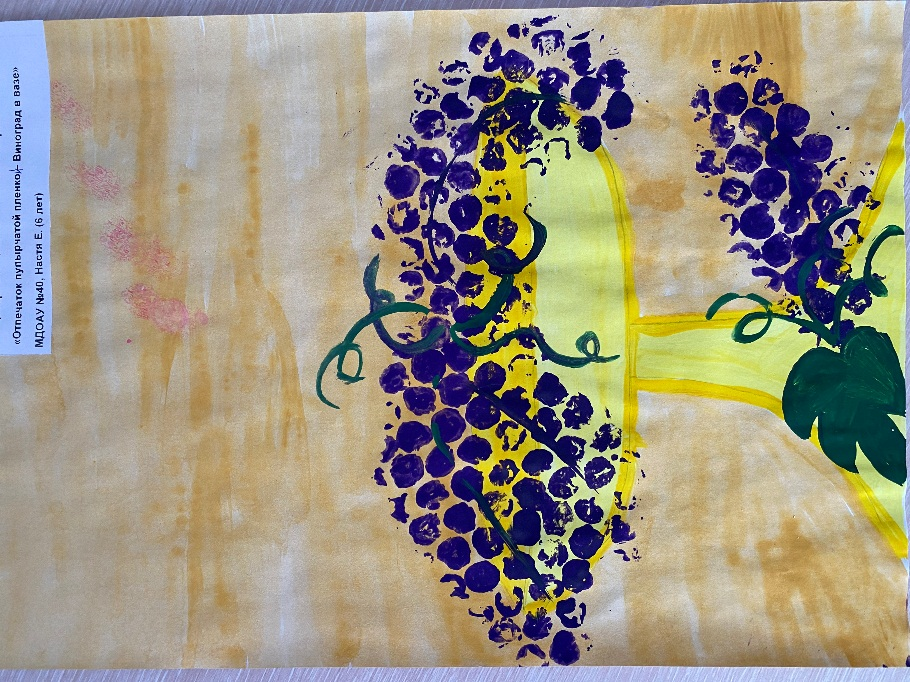 «Отпечаток пупырчатой пленкой- Виноград в вазе»
МДОАУ №40, Настя Е. (6 лет)